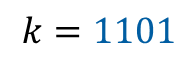 k = 1101